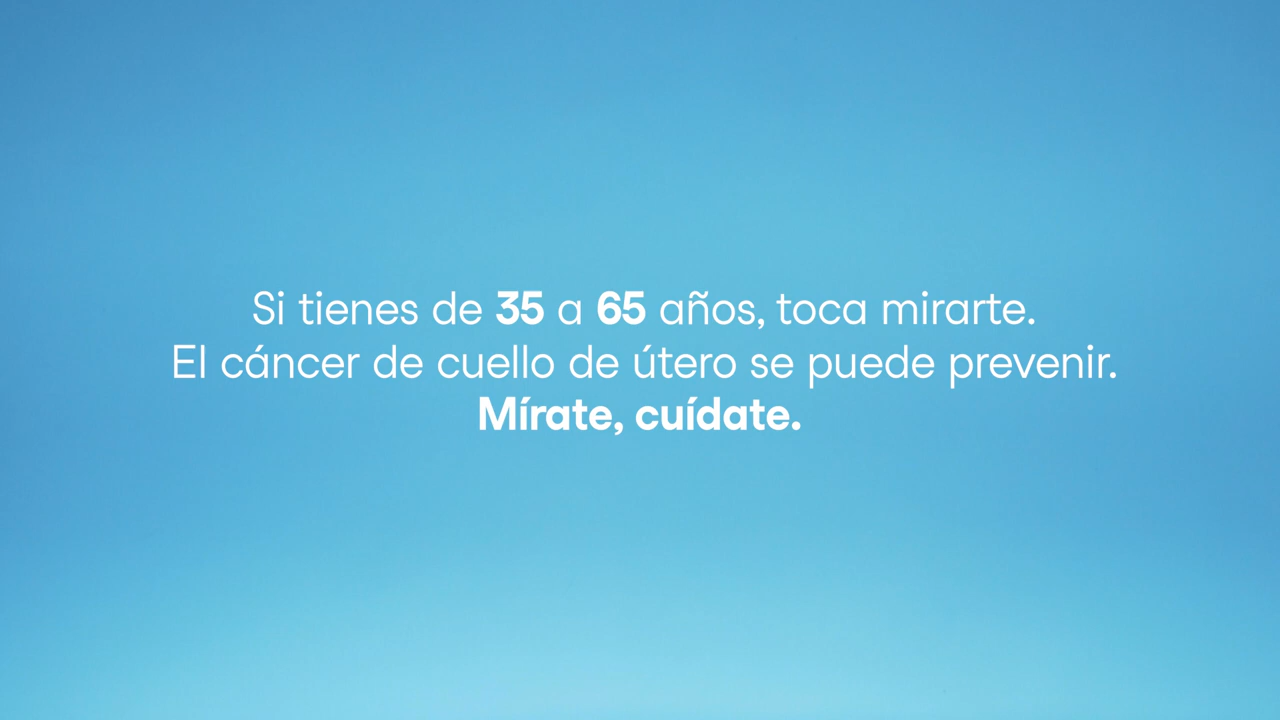 Si tienes de 35 a 65 años, toca mirarte.
El cáncer de cuello de útero se puede prevenir.
Mírate, cuídate.